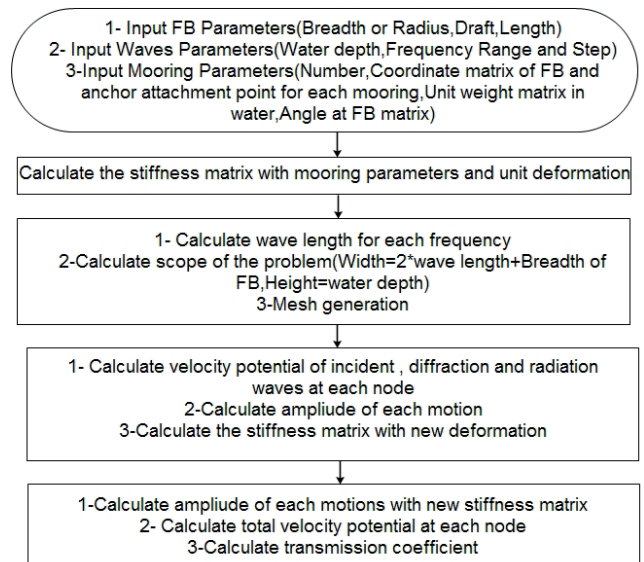 1- Input FB Parameters(Breadth or Radius,Draft,Length)
2- Input Waves Parameters(Water depth,Frequency Range and Step)
3-Input Mooring Parameters(Number,Coordinate matrix of FB and
anchor attachment point for each mooring,Unit weight matrix in
water,Angle at FB matrix)
Calculate the stiffness matrix with mooring parameters and unit deformation
1- Calculate wave length for each frequency
2-Calculate scope of the problem(Width=2*wave length+Breadth of
FB,Height=water depth)
3-Mesh generation
1- Calculate velocity potential of incident , diffraction and radiation
waves at each node
2-Calculate ampliude of each motion
3-Calculate the stiffness matrix with new deformation
1-Calculate ampliude of each motions with new stiffness matrix
2- Calculate total velocity potential at each node
3-Calculate transmission coefficient